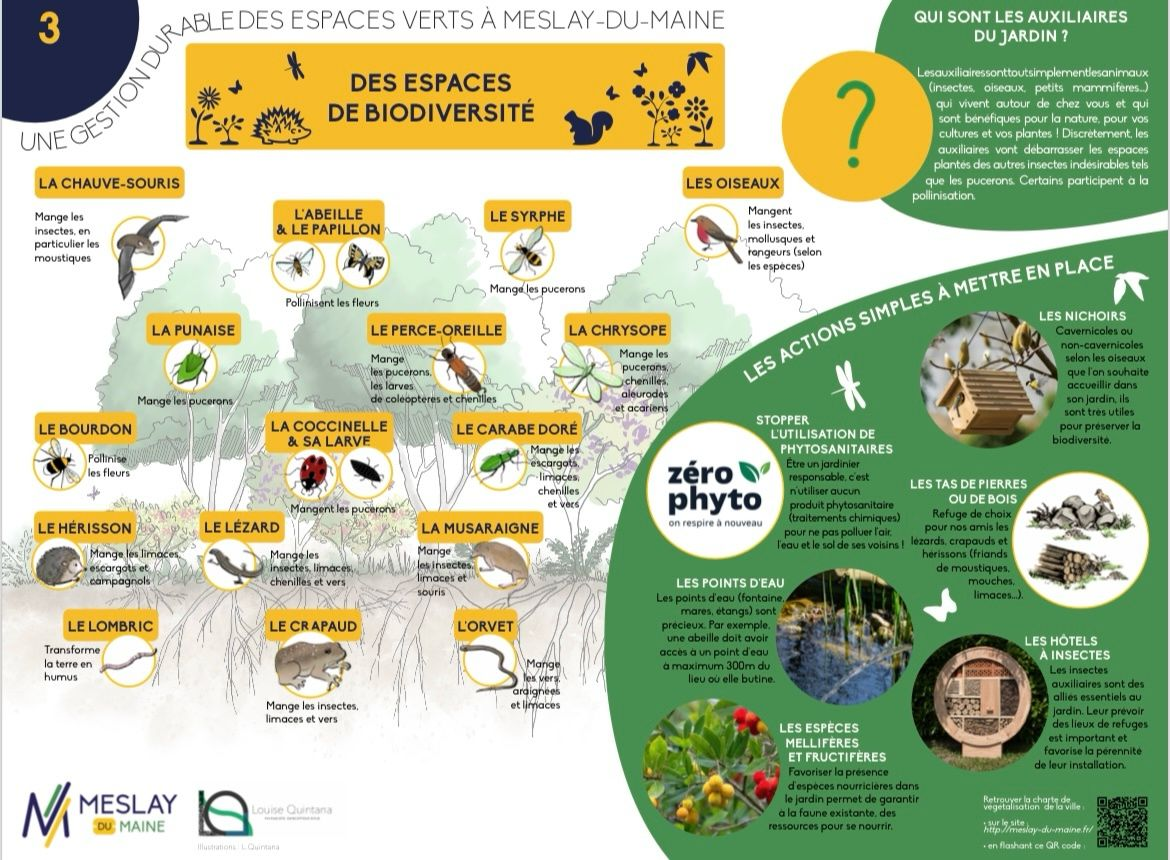 3
UNE GESTION DURABLE DES ESPACES VERTS À MESLAY-DU-MAINE
DES ESPACES
DE BIODIVERSITÉ
LA CHAUVE-SOURIS
Mange les
insectes, en
particulier les
moustiques
L'ABEILLE
& LE PAPILLON
Pollinisent les fleurs
LE SYRPHE
Mange les pucerons
LES OISEAUX
Mangent
les insectes,
mollusques et
rongeurs (selon
les espèces)
LA PUNAISE
Mange les pucerons
LE PERCE-OREILLE
Mange
les pucerons,
les larves
de coléoptères et chenilles
LA CHRYSOPE
Mange les
pucerons,
chenilles,
aleurodes
et acariens
LE BOURDON
Pollinise
les fleurs
LA COCCINELLE
& SA LARVE
Mangent les pucerons
LE CARABE DORÉ
Mange les
escargots,
limaces,
chenilles
et vers
LE HÉRISSON
Mange les limaces,
escargots et
campagnols
LE LÉZARD
Mange les
insectes, limaces,
chenilles et vers
LA MUSARAIGNE
Mange
les insectes,
limaces et
souris
LE LOMBRIC
Transforme
la terre en
humus
LE CRAPAUD
Mange les insectes,
limaces et vers
L'ORVET
Mange
les vers,
araignées
et limaces
QUI SONT LES AUXILIAIRES
DU JARDIN ?
?
Lesauxiliairessonttoutsimplementlesanimaux
(insectes, oiseaux, petits mammifères...)
qui vivent autour de chez vous et qui
sont bénéfiques pour la nature, pour vos
cultures et vos plantes ! Discrètement, les
auxiliaires vont débarrasser les espaces
plantés des autres insectes indésirables tels
que les pucerons. Certains participent à la
pollinisation.
LES ACTIONS SIMPLES À METTRE EN PLACE
LES NICHOIRS
Cavernicoles ou
non-cavernicoles
selon les oiseaux
que l'on souhaite
accueillir dans
son jardin, ils
sont très utiles
pour préserver la
biodiversité.
STOPPER
L'UTILISATION DE
PHYTOSANITAIRES
Être un jardinier
responsable, c'est
n'utiliser aucun
produit phytosanitaire
(traitements chimiques)
pour ne pas polluer l'air,
l'eau et le sol de ses voisins !
zéro
phyto
on respire à nouveau
LES TAS DE PIERRES
OU DE BOIS
Refuge de choix
pour nos amis les
lézards, crapauds et
hérissons (friands
de moustiques,
mouches,
limaces...).
LES POINTS D'EAU
Les points d'eau (fontaine,
mares, étangs) sont
précieux. Par exemple,
une abeille doit avoir
accès à un point d'eau
à maximum 300m du
lieu où elle butine.
LES HÔTELS
À INSECTES
Les insectes
auxiliaires sont des
alliés essentiels au
jardin. Leur prévoir
des lieux de refuges
est important et
favorise la pérennité
de leur installation.
LES ESPÈCES
MELLIFÈRES
ET FRUCTIFÈRES
Favoriser la présence
d'espèces nourricières dans
le jardin permet de garantir
à la faune existante, des
ressources pour se nourrir.
MESLAY
DU MAINE
Louise Quintana
Illustrations : L.Quintana
Retrouver la charte de
végétalisation de la ville :
• sur le site :
http://meslay-du-maine.fr/
• en flashant ce QR code :